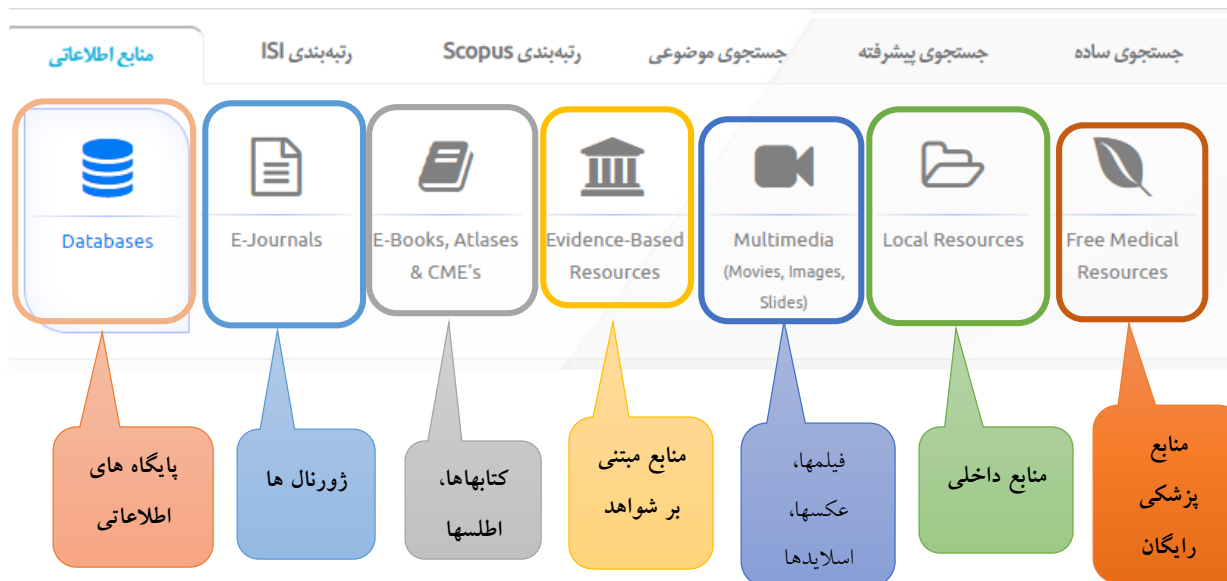 جستجوی ساده
جستجوی پیشرفته
جستجوی موضوعی
رتبه‌بندی Scopus
رتبه‌بندی ISI
منابع اطلاعاتی
Databases
E-Journals
E-Books, Atlases
& CME's
Evidence-Based
Resources
Multimedia
(Movies, Images,
Slides)
Local Resources
Free Medical
Resources
پایگاه های
اطلاعاتی
ژورنال ها
کتابهاها،
اطلسها
منابع مبتنی
بر شواهد
فیلمها،
عکسها،
اسلایدها
منابع داخلی
منابع
پزشکی
رایگان